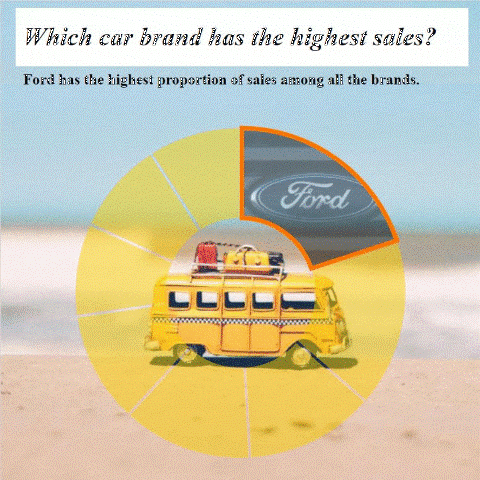 Which car brand has the highest sales?
Ford has the highest proportion of sales among all the brands.
Ford